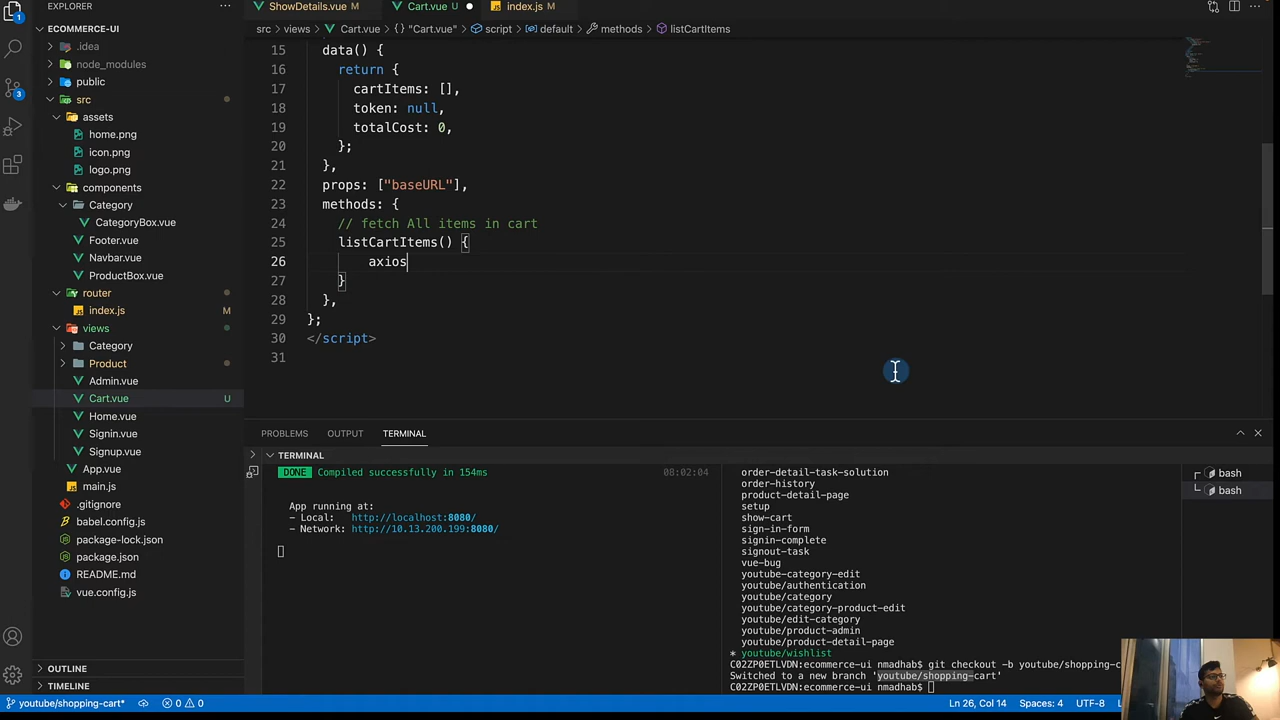 EXPLORER
ECOMMERCE-UI
.idea
node_modules
public
src
assets
home.png
icon.png
logo.png
components
Category
CategoryBox.vue
Footer.vue
Navbar.vue
ProductBox.vue
router
index.js M
views
Category
Product
Admin.vue
Cart.vue U
Home.vue
Signin.vue
Signup.vue
App.vue
main.js
.gitignore
babel.config.js
package-lock.json
package.json
README.md
vue.config.js
OUTLINE
TIMELINE
3
ShowDetails.vue M Cart.vue U index.js M
src > views > Cart.vue > {} "Cart.vue" > script > default > methods > listCartItems
15 data() {
16 return {
17 cartItems: [],
18 token: null,
19 totalCost: 0,
20 };
21 },
22 props: ["baseURL"],
23 methods: {
24 // fetch All items in cart
25 listCartItems() {
26 axios
27 }
28 },
29 };
30 </script>
31
PROBLEMS OUTPUT TERMINAL
TERMINAL
DONE Compiled successfully in 154ms 08:02:04
App running at:
- Local: http://localhost:8080/
- Network: http://10.13.200.199:8080/
order-detail-task-solution
order-history
product-detail-page
setup
show-cart
sign-in-form
signin-complete
signout-task
vue-bug
youtube-category-edit
youtube/authentication
youtube/category
youtube/category-product-edit
youtube/edit-category
youtube/product-admin
youtube/product-detail-page
* youtube/wishlist
C02ZP0ETLVDN:ecommerce-ui nmadhab$ git checkout -b youtube/shopping-c
Switched to a new branch 'youtube/shopping-cart'
C02ZP0ETLVDN:ecommerce-ui nmadhab$
bash
bash
youtube/shopping-cart* 0 0 Ln 26, Col 14 Spaces: 4 UTF-8